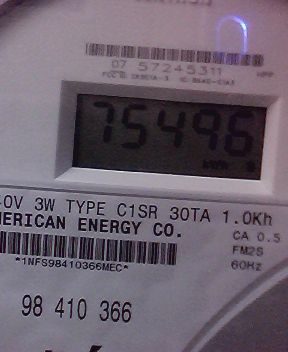 07 57245311
75496
kWh
0V 3W TYPE C1SR 30TA 1.0Kh
MERICAN ENERGY CO.
CA 0.5
FM2S
*1NFS98410366MEC*
60Hz
98 410 366